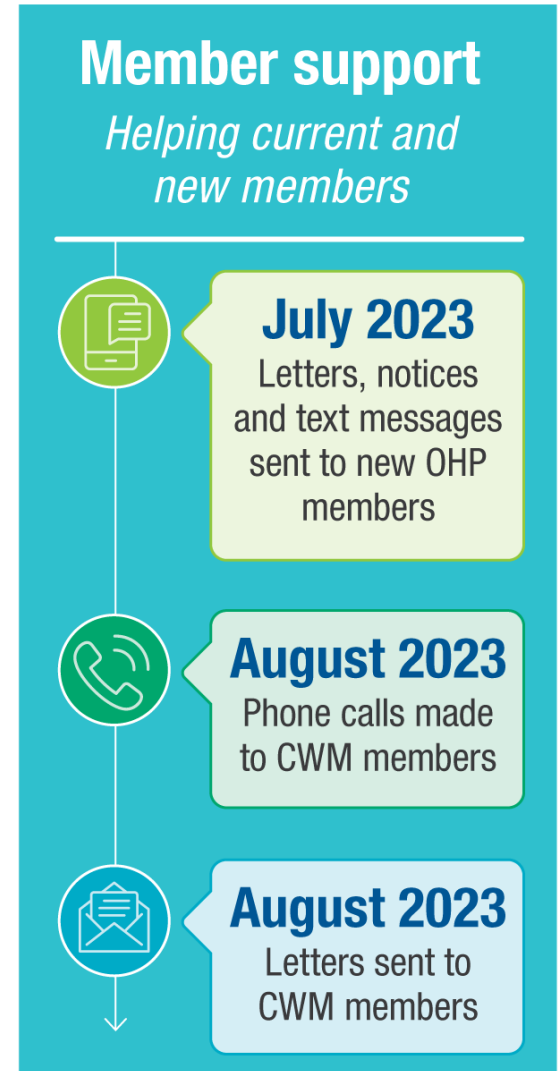 Member support
Helping current and
new members
July 2023
Letters, notices
and text messages
sent to new OHP
members
August 2023
Phone calls made
to CWM members
August 2023
Letters sent to
CWM members